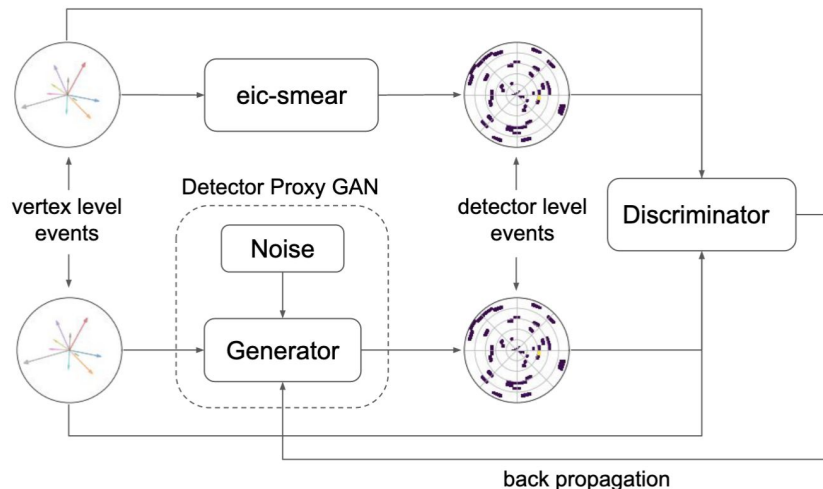 eic-smear
Detector Proxy GAN
vertex level
events
detector level
events
Discriminator
Noise
Generator
back propagation